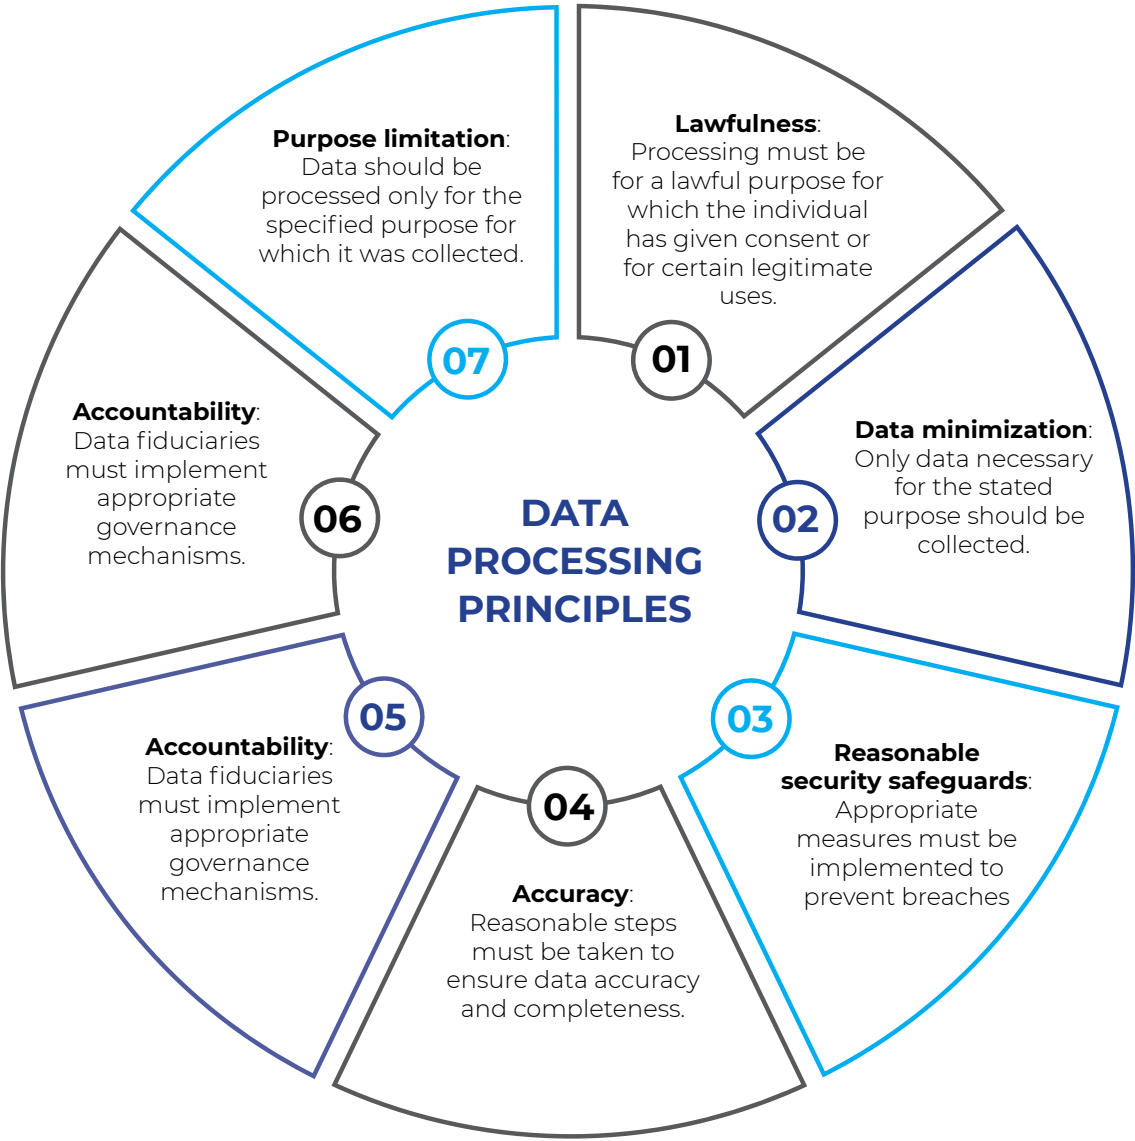 DATA
PROCESSING
PRINCIPLES
Lawfulness:
Processing must be
for a lawful purpose for
which the individual
has given consent or
for certain legitimate
uses.
01
Data minimization:
Only data necessary
for the stated
purpose should be
collected.
02
03
Reasonable
security safeguards:
Appropriate
measures must be
implemented to
prevent breaches
04
Accuracy:
Reasonable steps
must be taken to
ensure data accuracy
and completeness.
05
Accountability:
Data fiduciaries
must implement
appropriate
governance
mechanisms.
06
Accountability:
Data fiduciaries
must implement
appropriate
governance
mechanisms.
Purpose limitation:
Data should be
processed only for the
specified purpose for
which it was collected.
07